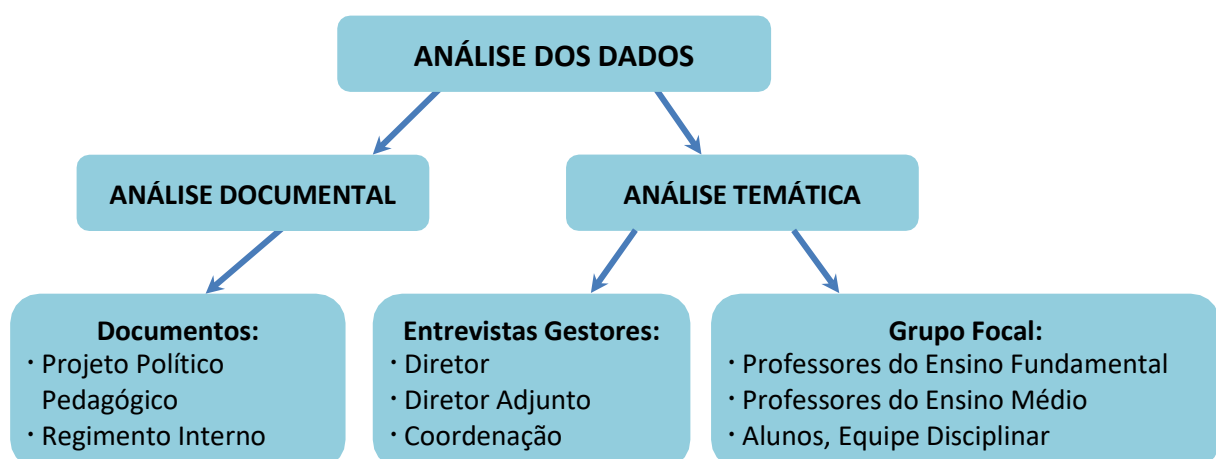 ANÁLISE DOS DADOS
ANÁLISE DOCUMENTAL
ANÁLISE TEMÁTICA
Documentos:
· Projeto Político
Pedagógico
· Regimento Interno
Entrevistas Gestores:
· Diretor
· Diretor Adjunto
· Coordenação
Grupo Focal:
· Professores do Ensino Fundamental
· Professores do Ensino Médio
· Alunos, Equipe Disciplinar